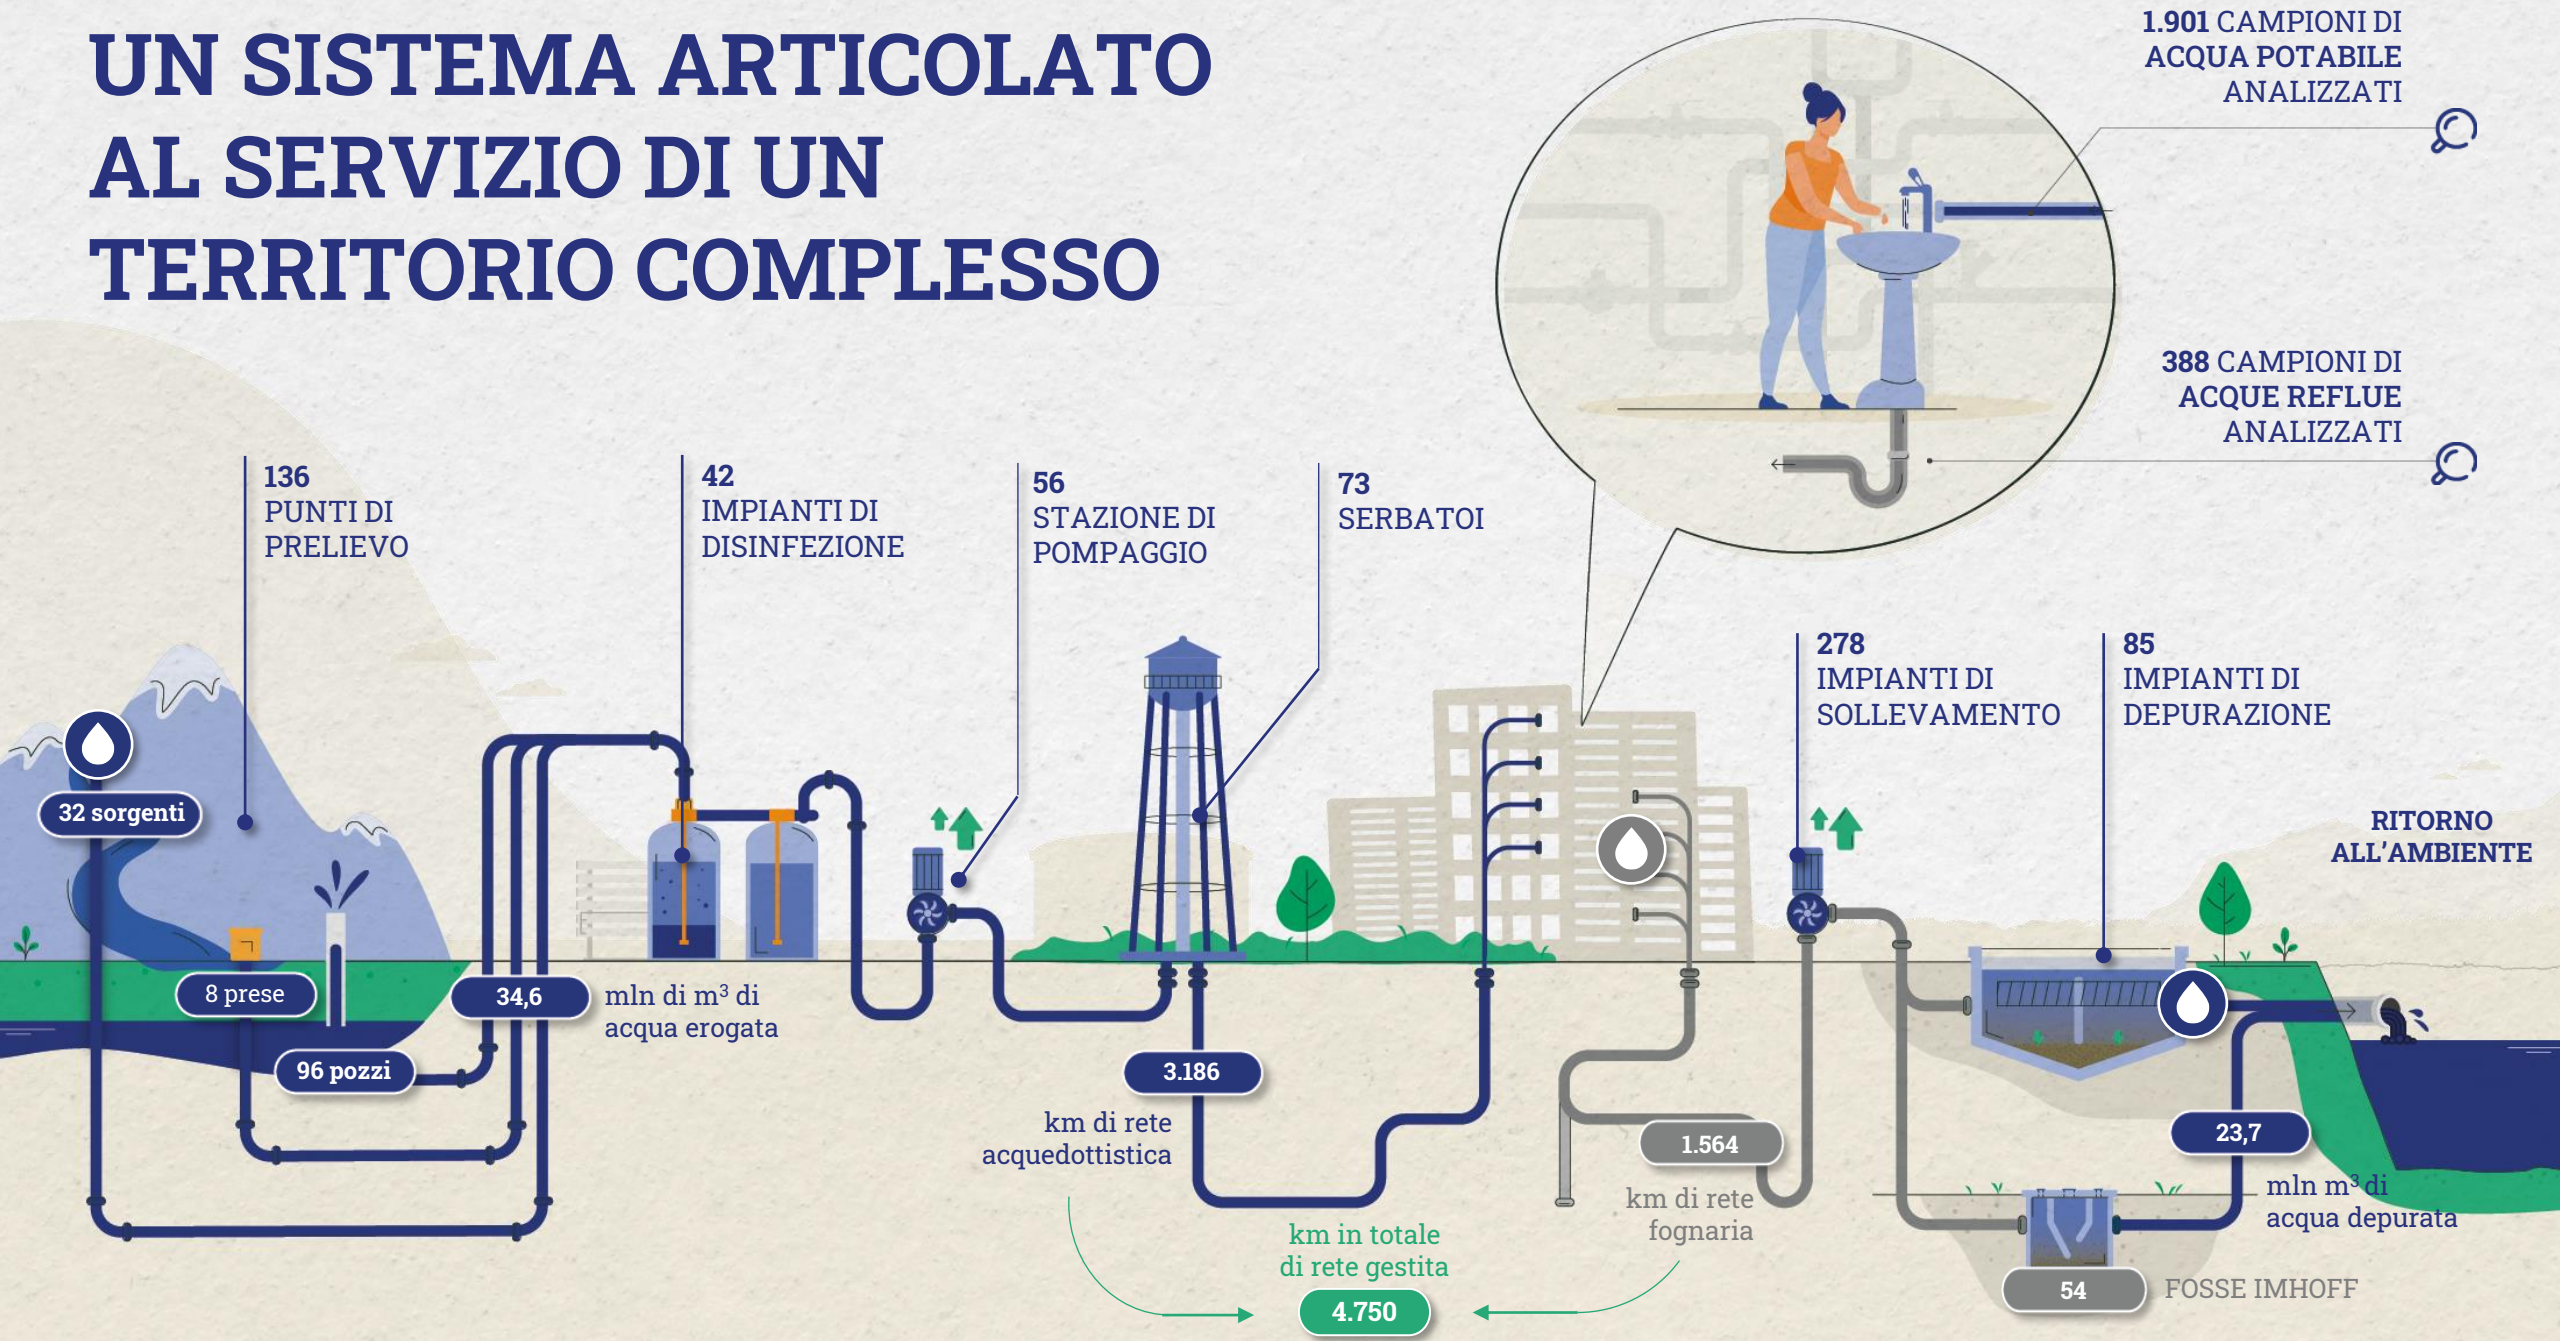 UN SISTEMA ARTICOLATO
AL SERVIZIO DI UN
TERRITORIO COMPLESSO
1.901 CAMPIONI DI
ACQUA POTABILE
ANALIZZATI
388 CAMPIONI DI
ACQUE REFLUE
ANALIZZATI
136
PUNTI DI
PRELIEVO
42
IMPIANTI DI
DISINFEZIONE
56
STAZIONE DI
POMPAGGIO
73
SERBATOI
278
IMPIANTI DI
SOLLEVAMENTO
85
IMPIANTI DI
DEPURAZIONE
RITORNO
ALL'AMBIENTE
32 sorgenti
8 prese
96 pozzi
34,6
mln di m³ di
acqua erogata
3.186
km di rete
acquedottistica
1.564
km di rete
fognaria
km in totale
di rete gestita
4.750
23,7
mln m³ di
acqua depurata
54
FOSSE IMHOFF